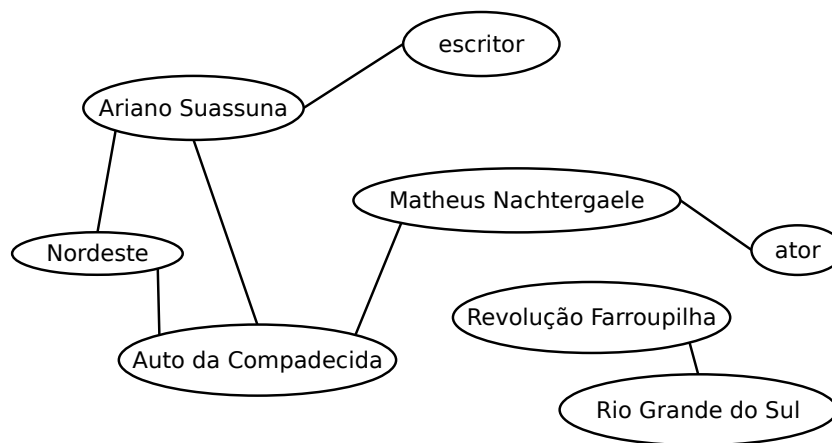 escritor
Ariano Suassuna
Matheus Nachtergaele
Nordeste
ator
Revolução Farroupilha
Auto da Compadecida
Rio Grande do Sul